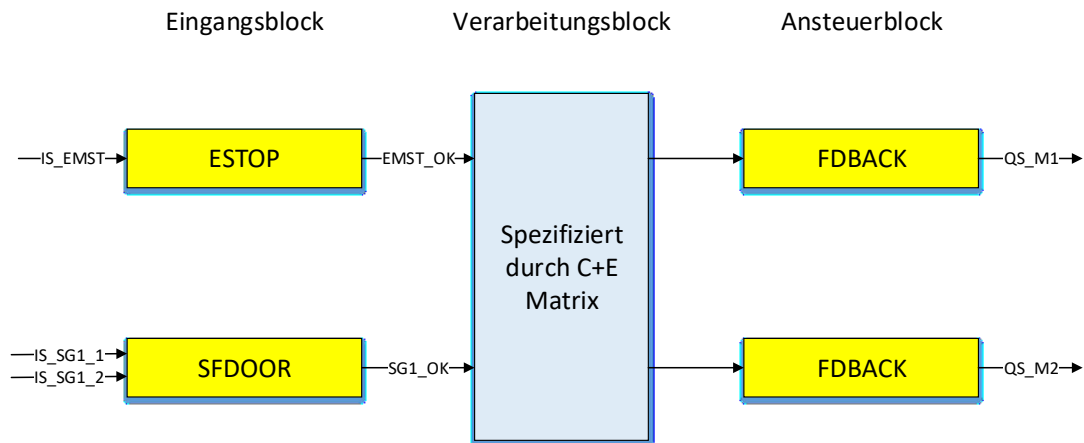 Eingangsblock
Verarbeitungsblock
Ansteuerblock
IS_EMST
ESTOP
EMST_OK
FDBACK
QS_M1
Spezifiziert
durch C+E
Matrix
IS_SG1_1
IS_SG1_2
SFDOOR
SG1_OK
FDBACK
QS_M2